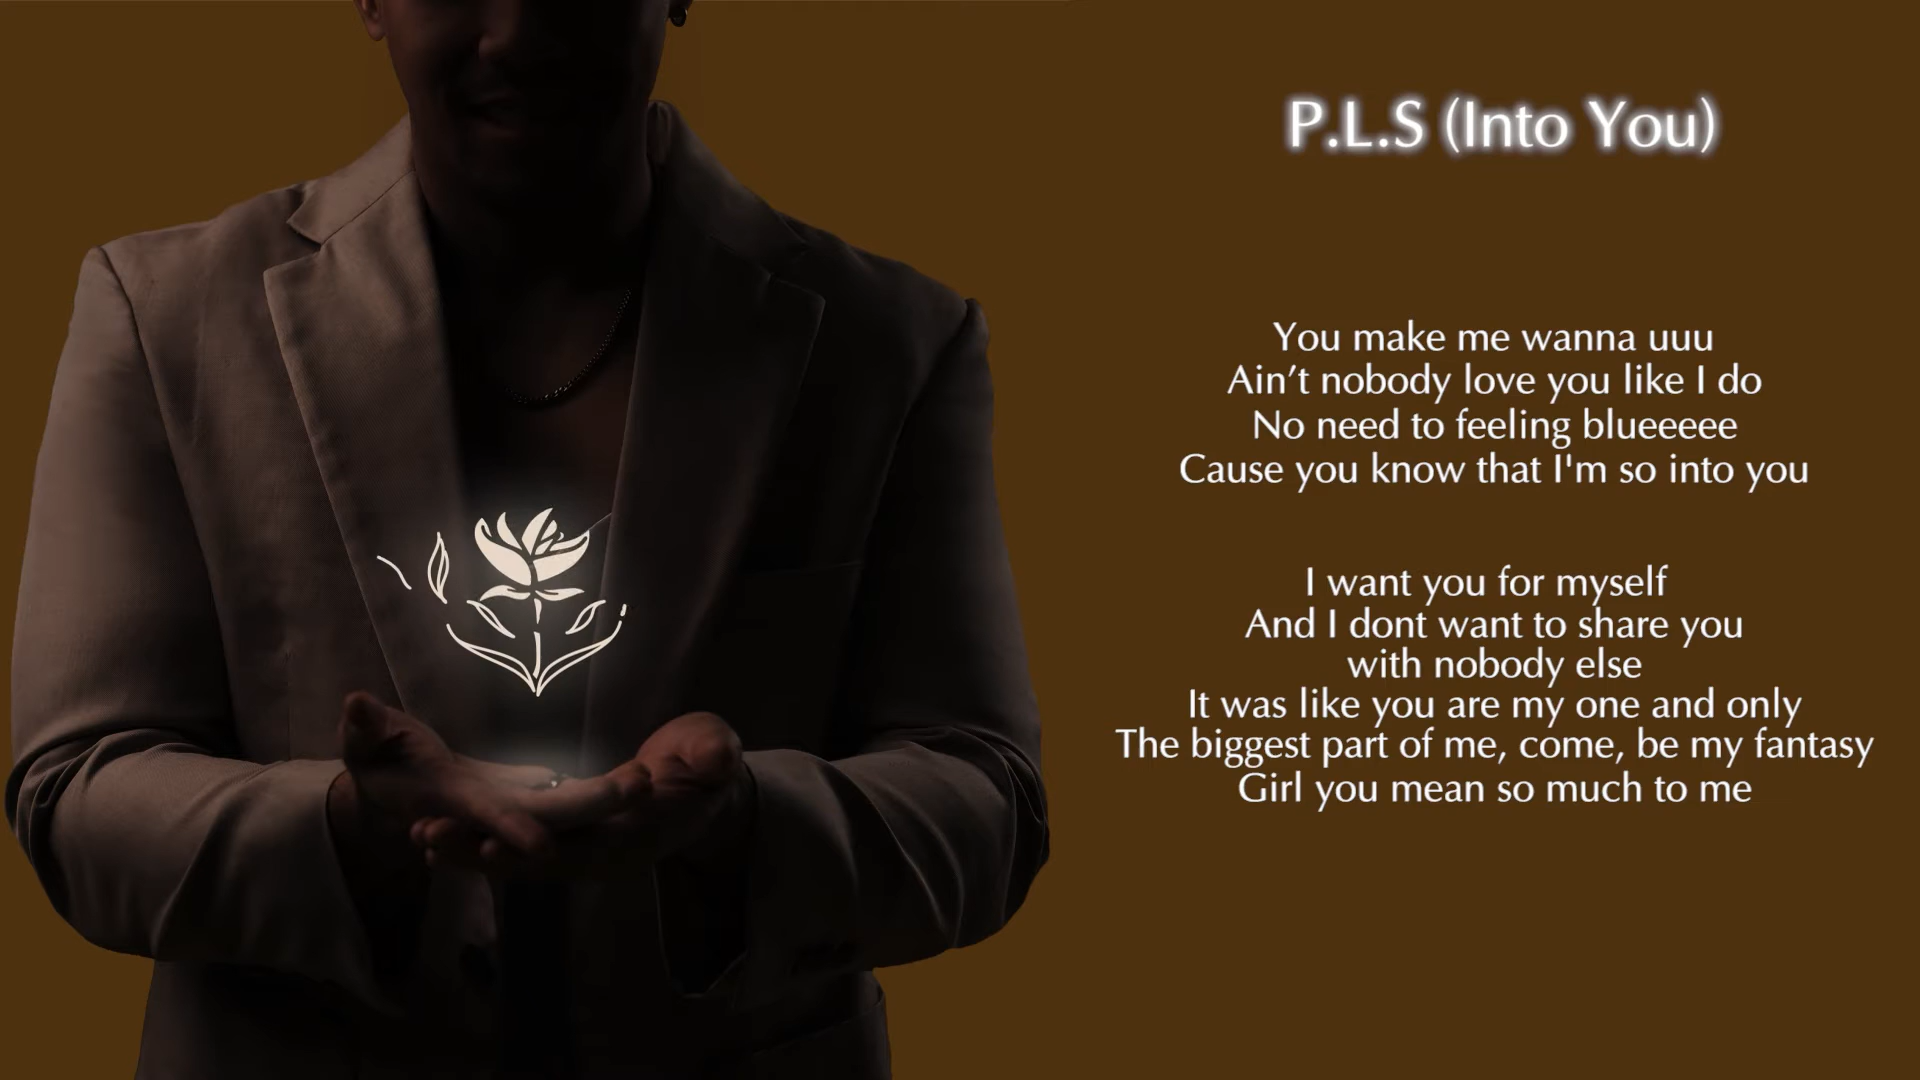 P.L.S (Into You)
You make me wanna uuu
Ain’t nobody love you like I do
No need to feeling blueeeee
Cause you know that I'm so into you
I want you for myself
And I dont want to share you
with nobody else
It was like you are my one and only
The biggest part of me, come, be my fantasy
Girl you mean so much to me